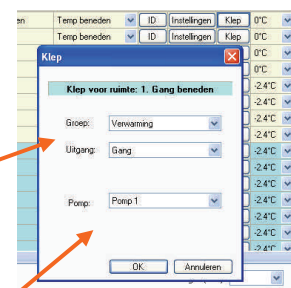 en Temp beneden ID Instellingen Klep 0°C
Temp beneden ID Instellingen Klep 0°C
Klep 0°C
0°C
Klep voor ruimte: 1. Gang beneden -2.4°C
-2.4°C
Groep: Verwarming -2.4°C
-2.4°C
Uitgang: Gang -2.4°C
-2.4°C
-2.4°C
Pomp: Pomp 1 -2.4°C
-2.4°C
-2.4°C
-2.4°C
OK Annuleren